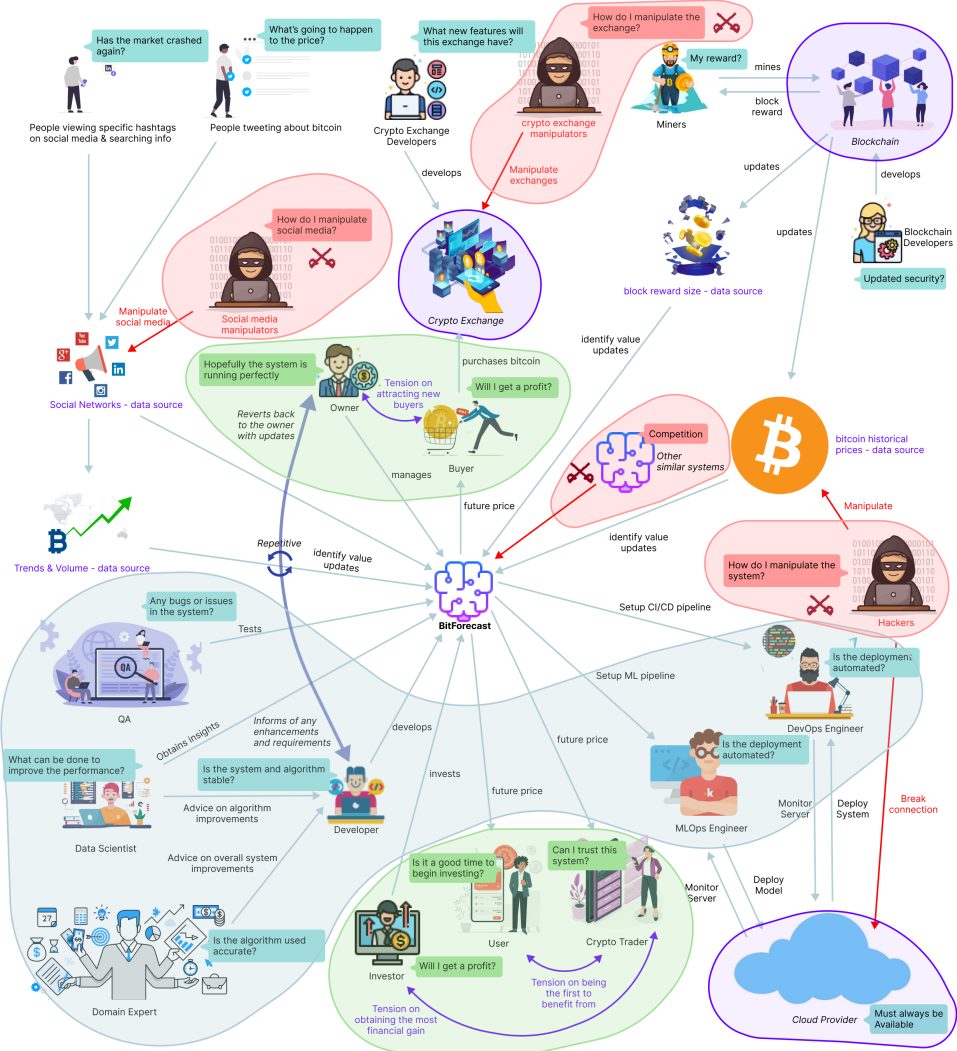 Has the market crashed
again?
People viewing specific hashtags
on social media & searching info
What's going to happen
to the price?
People tweeting about bitcoin
What new features will
this exchange have?
Crypto Exchange
Developers
develops
How do I manipulate the
exchange?
crypto exchange
manipulators
Manipulate
exchanges
My reward?
Miners
mines
block
reward
Blockchain
updates
updates
develops
Blockchain
Developers
Updated security?
block reward size - data source
How do I manipulate
social media?
Social media
manipulators
Manipulate
social media
Crypto Exchange
Social Networks - data source
Hopefully the system is
running perfectly
Owner
Tension on
attracting new
buyers
purchases bitcoin
Will I get a profit?
Buyer
Reverts back
to the owner
with updates
manages
future price
identify value
updates
Competition
Other
similar systems
bitcoin historical
prices - data source
Manipulate
identify value
updates
How do I manipulate the
system?
Hackers
Trends & Volume - data source
Repetitive
identify value
updates
BitForecast
Setup CI/CD pipeline
Any bugs or issues
in the system?
Tests
QA
QA
Setup ML pipeline
Is the deployment
automated?
DevOps Engineer
Obtains insights
Informs of any
enhancements
and requirements
develops
future price
Is the deployment
automated?
MLOps Engineer
What can be done to
improve the performance?
Data Scientist
Is the system and algorithm
stable?
Developer
Advice on algorithm
improvements
invests
future price
Monitor
Server
Deploy
System
Break
connection
Advice on overall system
improvements
Is it a good time to
begin investing?
Can I trust this
system?
Monitor
Server
Deploy
Model
27
Is the algorithm used
accurate?
Domain Expert
Investor
Will I get a profit?
User
Crypto Trader
Tension on being
the first to
benefit from
Tension on
obtaining the most
financial gain
Cloud Provider
Must always be
Available